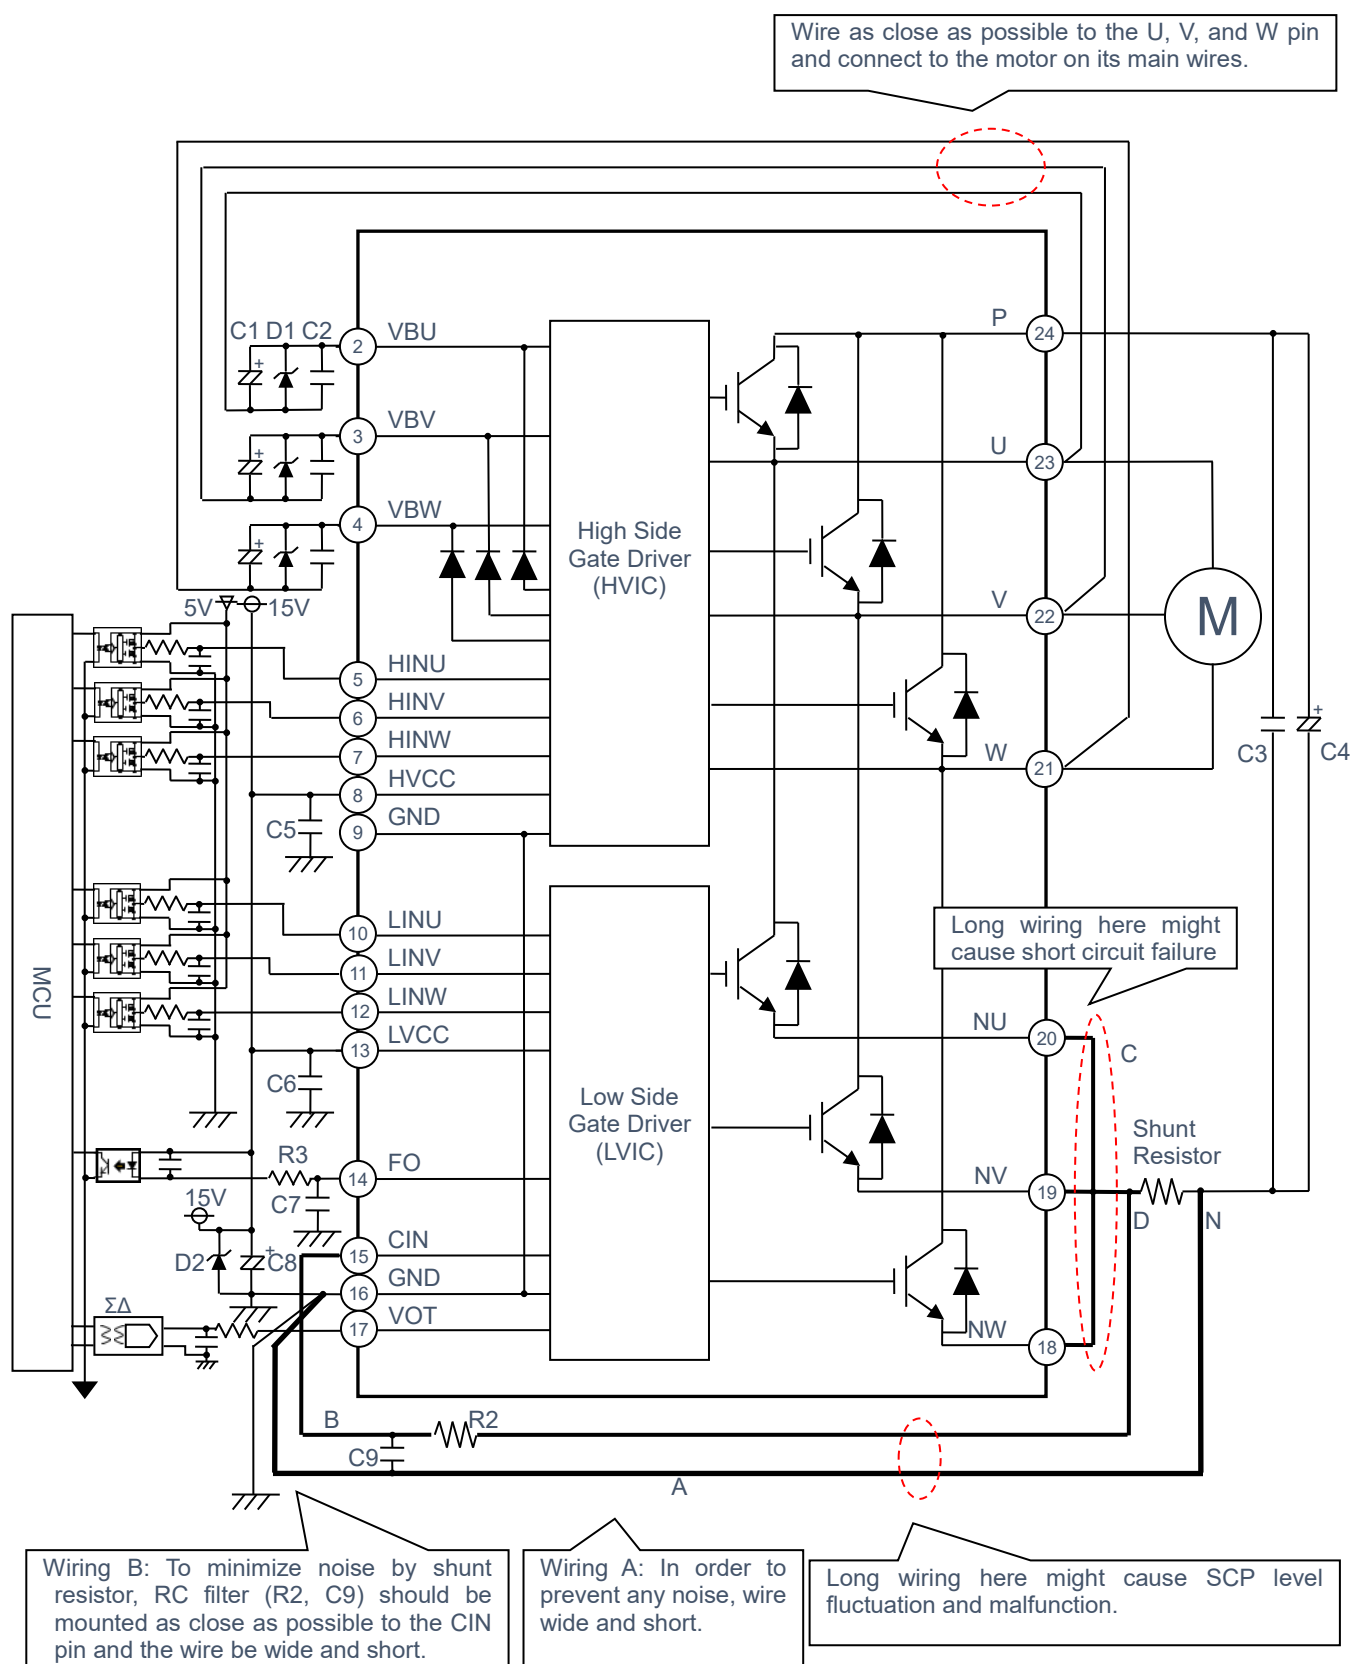 Wire as close as possible to the U, V, and W pin
and connect to the motor on its main wires.
C1 D1 C2
+
2
VBU
P
24
+
3
VBV
U
23
+
4
VBW
High Side
Gate Driver
(HVIC)
5V
15V
V
22
M
5
HINU
6
HINV
7
HINW
W
21
C3
+
C4
8
HVCC
C5
9
GND
MCU
10
LINU
11
LINV
12
LINW
13
LVCC
C6
Long wiring here might
cause short circuit failure
NU
20
C
Low Side
Gate Driver
(LVIC)
Shunt
Resistor
R3
14
FO
C7
NV
19
D
N
15V
D2
+
C8
15
CIN
16
GND
ΣΔ
17
VOT
NW
18
B
R2
C9
A
Wiring B: To minimize noise by shunt
resistor, RC filter (R2, C9) should be
mounted as close as possible to the CIN
pin and the wire be wide and short.
Wiring A: In order to
prevent any noise, wire
wide and short.
Long wiring here might cause SCP level
fluctuation and malfunction.